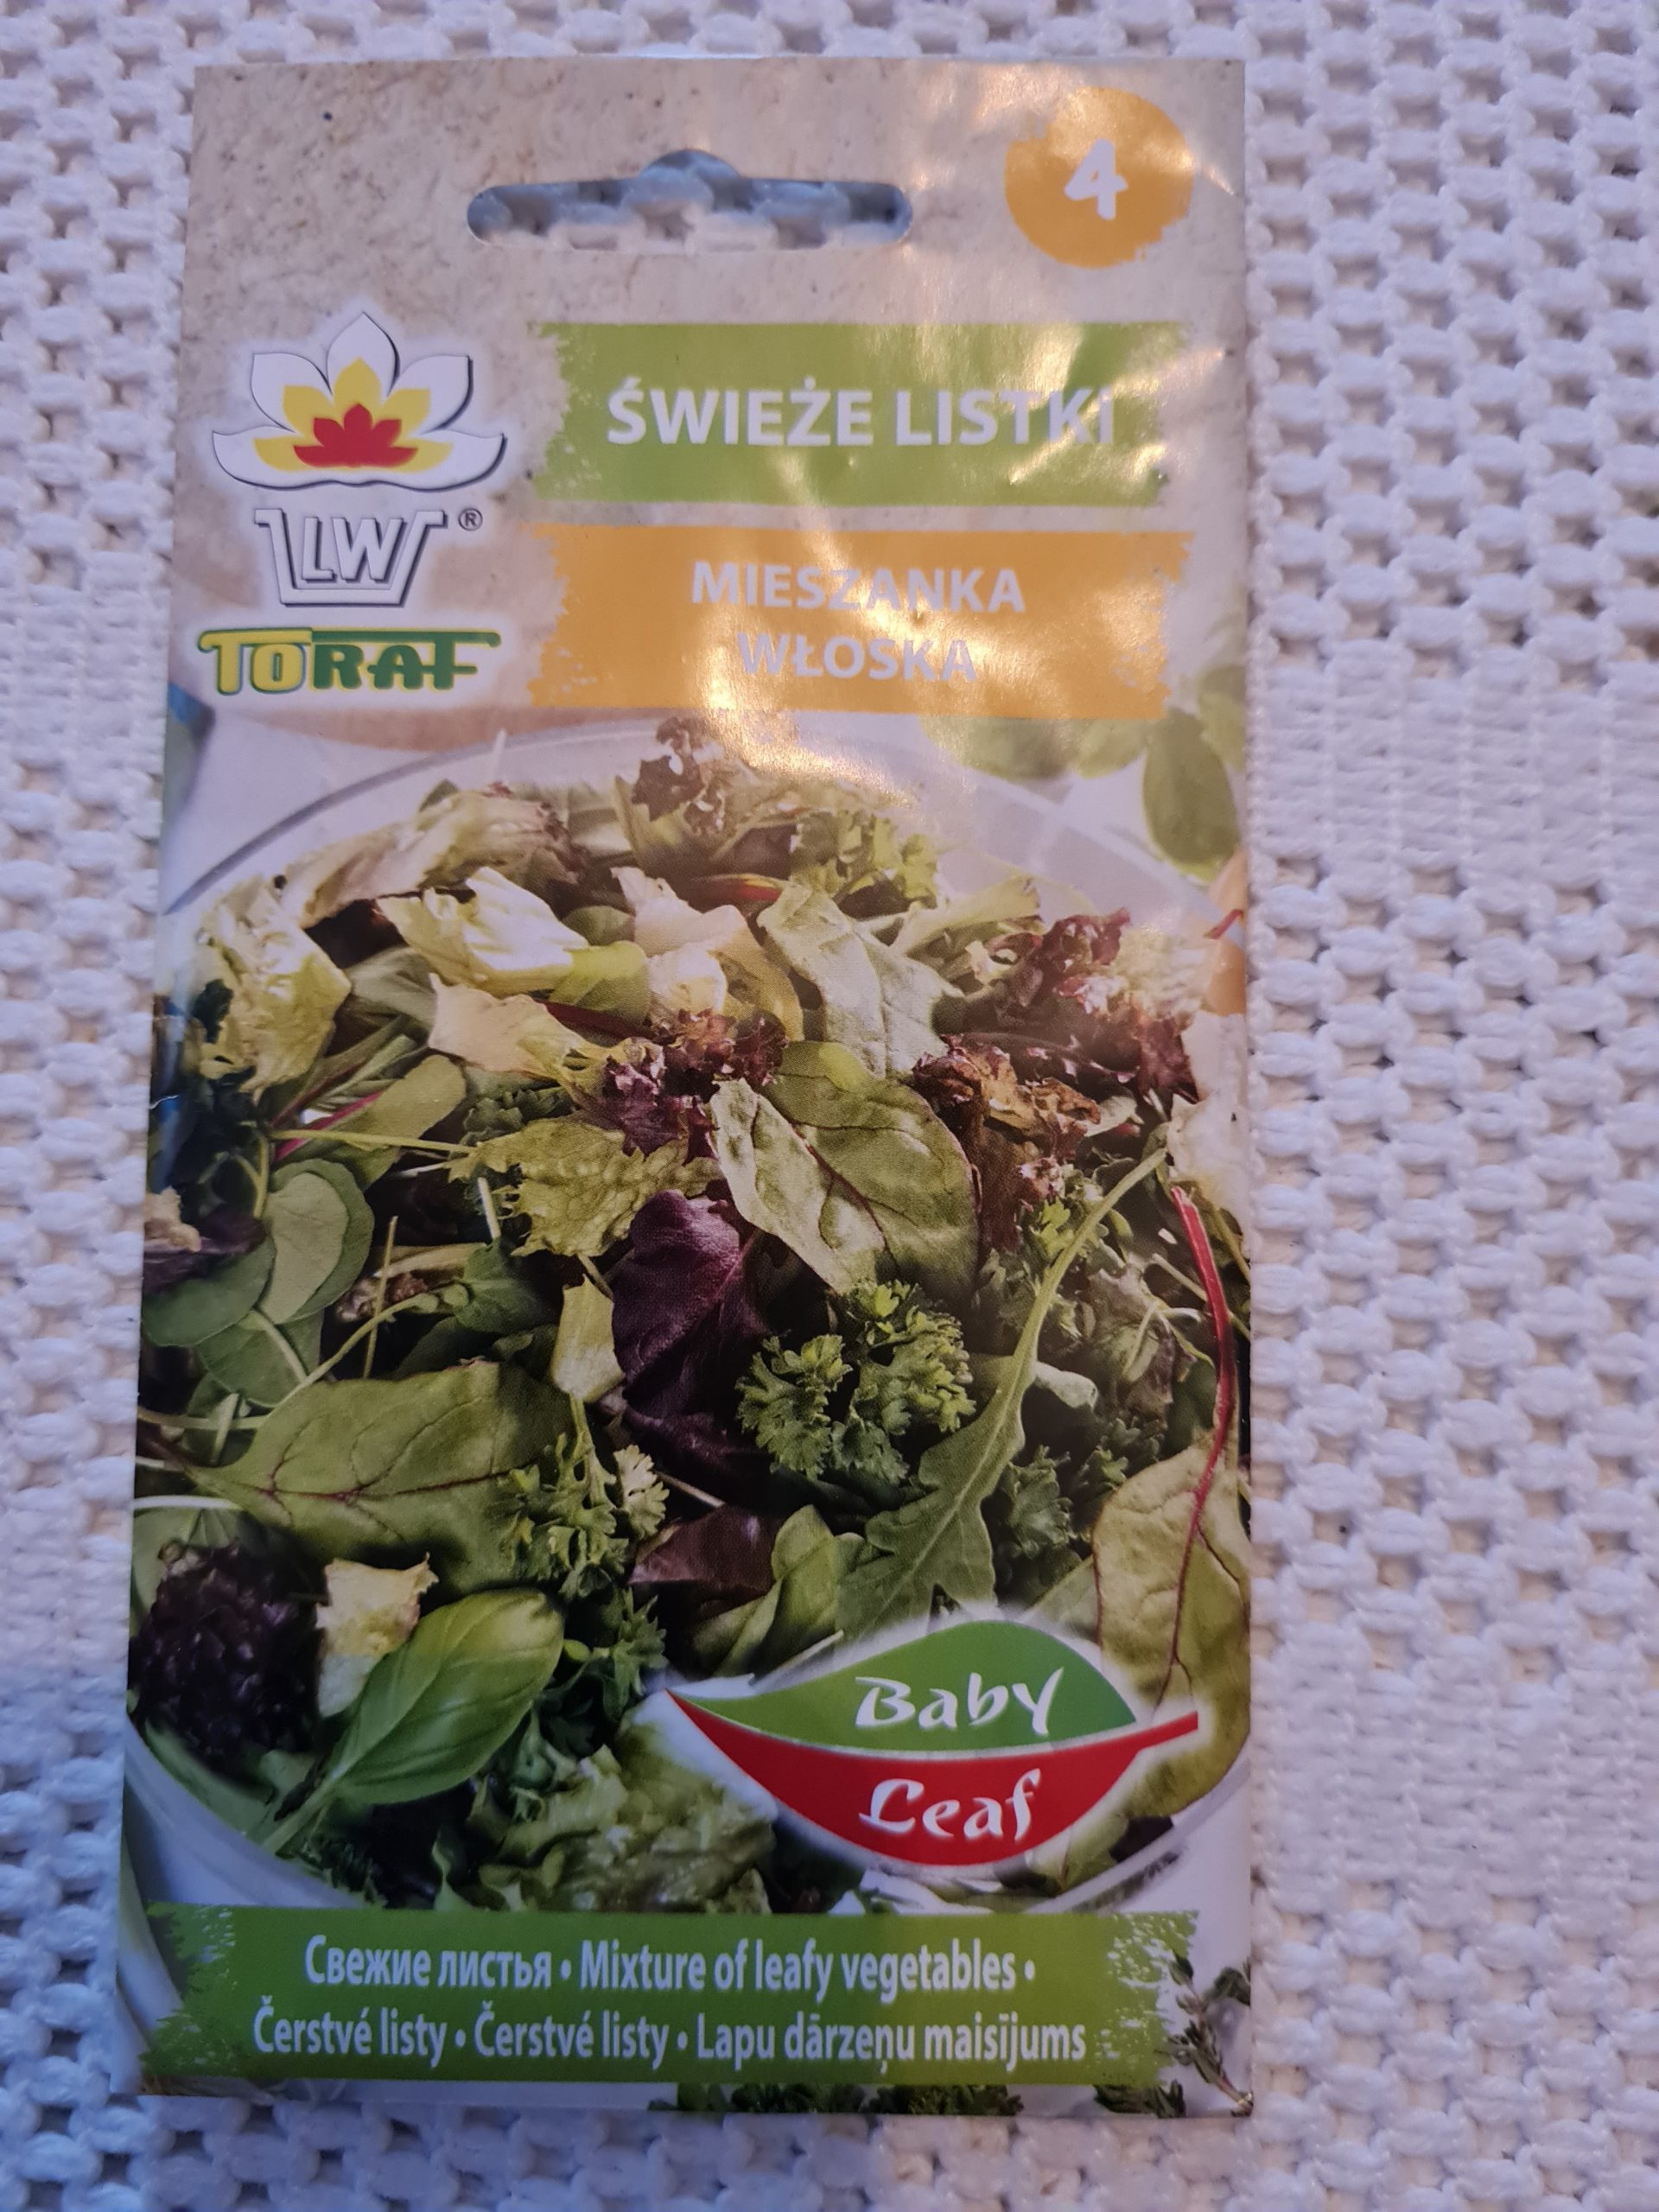 4
ŚWIEŻE LISTKI
LW®
MIESZANKA
WŁOSKA
TORAF
Baby
Leaf
Свежие листья • Mixture of leafy vegetables •
Čerstvé listy • Čerstvé listy • Lapu dārzeņu maisījums